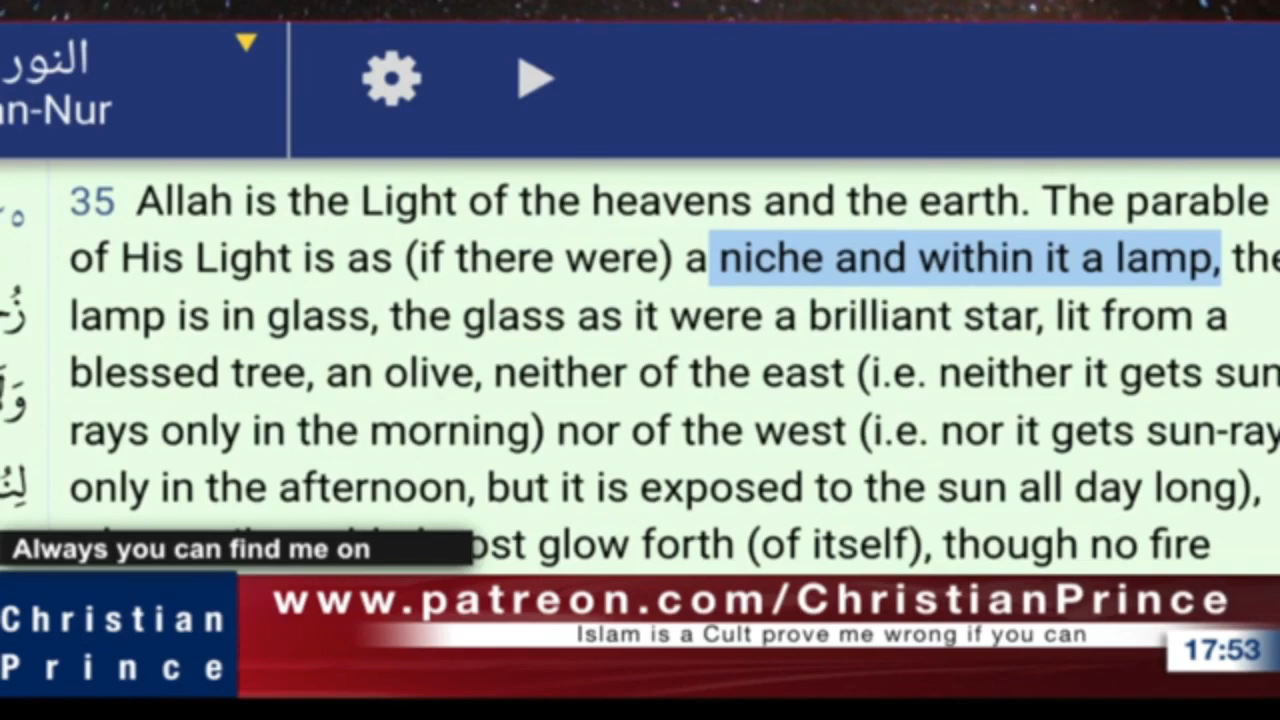 النور
an-Nur
35 Allah is the Light of the heavens and the earth. The parable
of His Light is as (if there were) a niche and within it a lamp, the
lamp is in glass, the glass as it were a brilliant star, lit from a
blessed tree, an olive, neither of the east (i.e. neither it gets sun
rays only in the morning) nor of the west (i.e. nor it gets sun-ray
only in the afternoon, but it is exposed to the sun all day long),
ost glow forth (of itself), though no fire
Always you can find me on
Christian
Prince
www.patreon.com/ChristianPrince
Islam is a Cult prove me wrong if you can
17:53